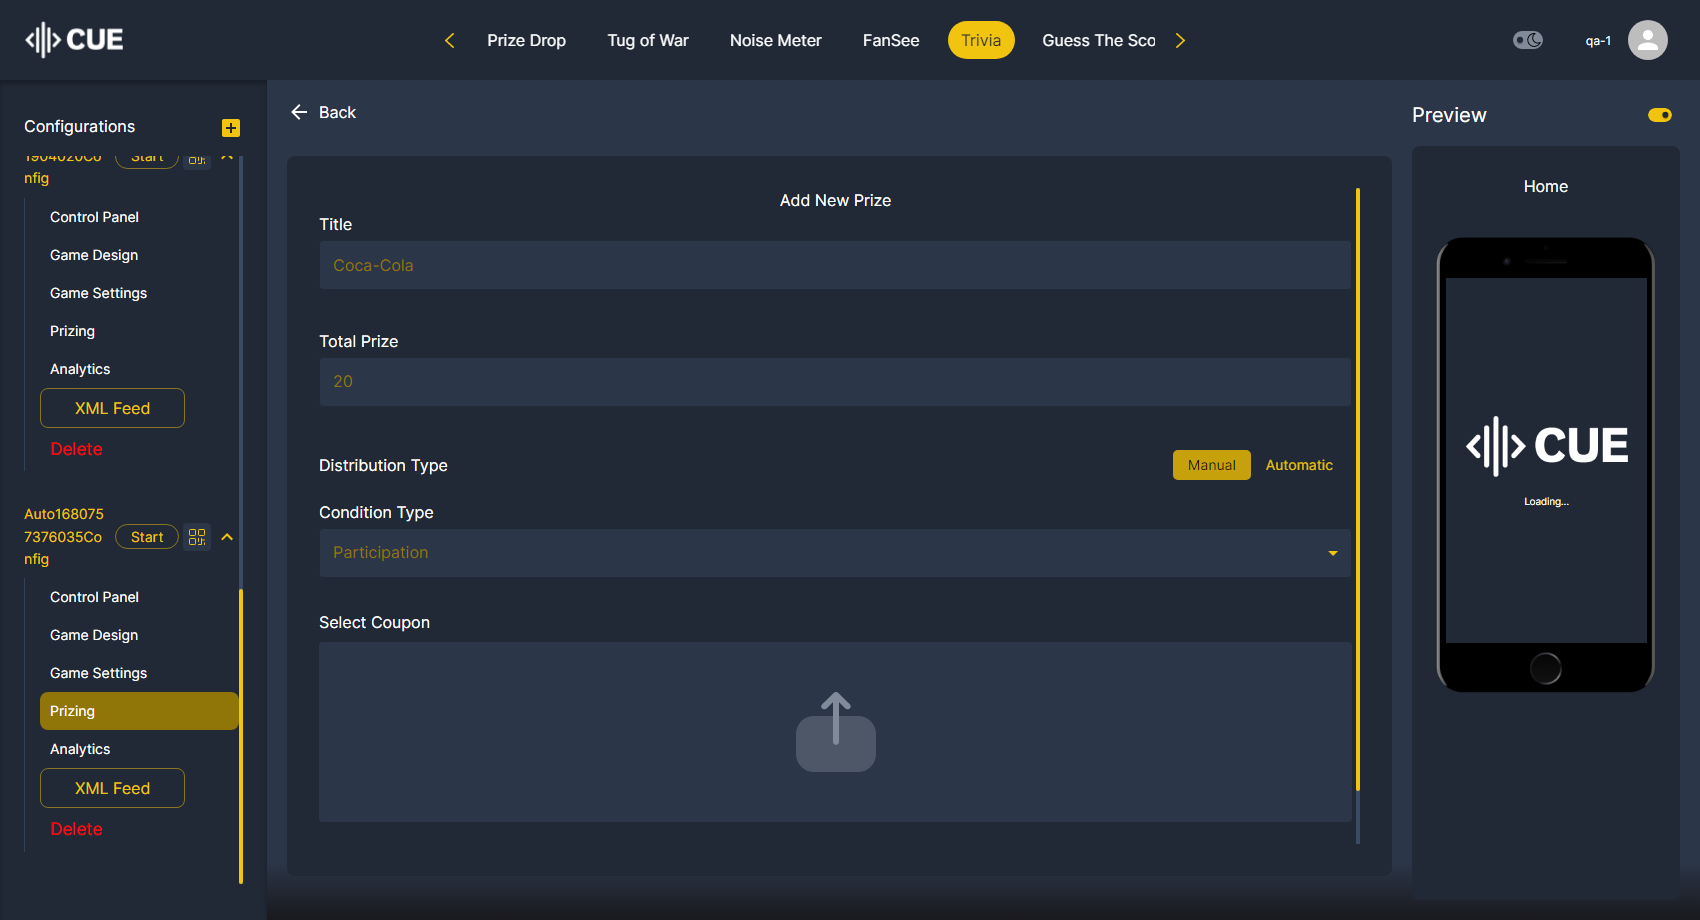 CUE
Prize Drop
Tug of War
Noise Meter
FanSee
Trivia
Guess The Sco
qa-1
Configurations
1904020Co
nfig
Start
Control Panel
Game Design
Game Settings
Prizing
Analytics
XML Feed
Delete
Auto168075
7376035Co
nfig
Start
Control Panel
Game Design
Game Settings
Prizing
Analytics
XML Feed
Delete
Back
Add New Prize
Title
Coca-Cola
Total Prize
20
Distribution Type
Manual
Automatic
Condition Type
Participation
Select Coupon
Preview
Home
CUE
Loading...